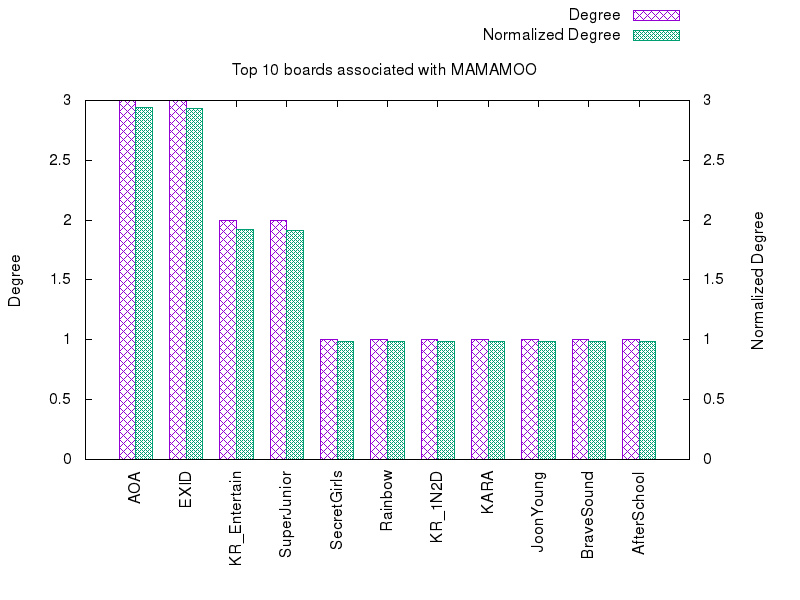 Degree
Normalized Degree
Top 10 boards associated with MAMAMOO
3 3
2.5 2.5
2 2
1.5 1.5
1 1
0.5 0.5
0 0
Degree
Normalized Degree
AOA
EXID
KR_Entertain
SuperJunior
SecretGirls
Rainbow
KR_1N2D
KARA
JoonYoung
BraveSound
AfterSchool